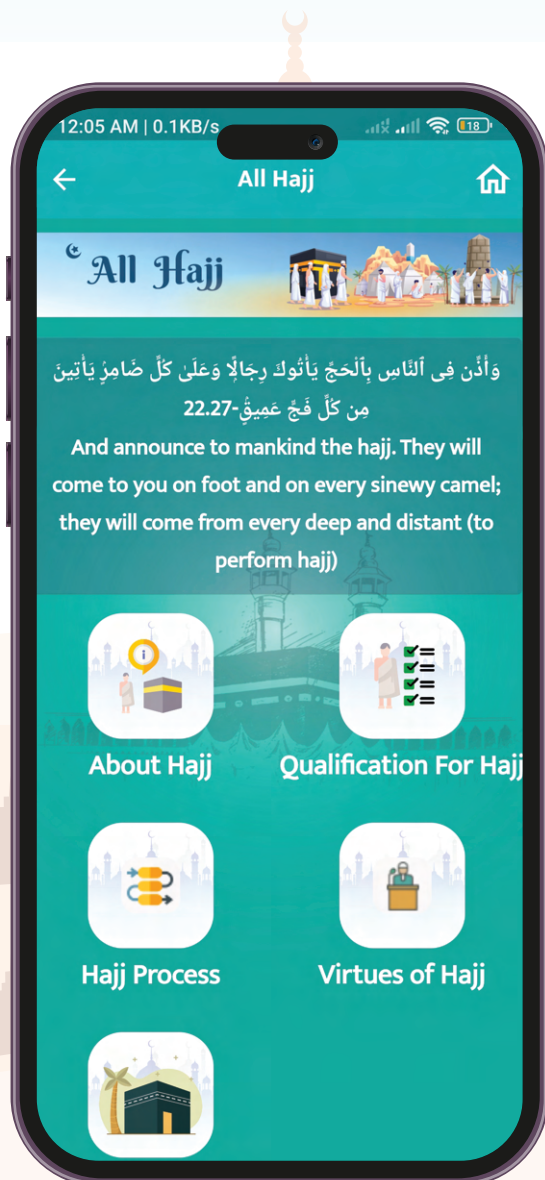 12:05 AM | 0.1KB/s
18
All Hajj
All Hajj
وَأَذِّن فِى ٱلنَّاسِ بِٱلْحَجِّ يَأْتُوكَ رِجَالًا وَعَلَىٰ كُلِّ ضَامِرٍ يَأْتِينَ
مِن كُلِّ فَجٍّ عَمِيقٍ-22.27
And announce to mankind the hajj. They will
come to you on foot and on every sinewy camel;
they will come from every deep and distant (to
perform hajj)
About Hajj
Qualification For Hajj
Hajj Process
Virtues of Hajj